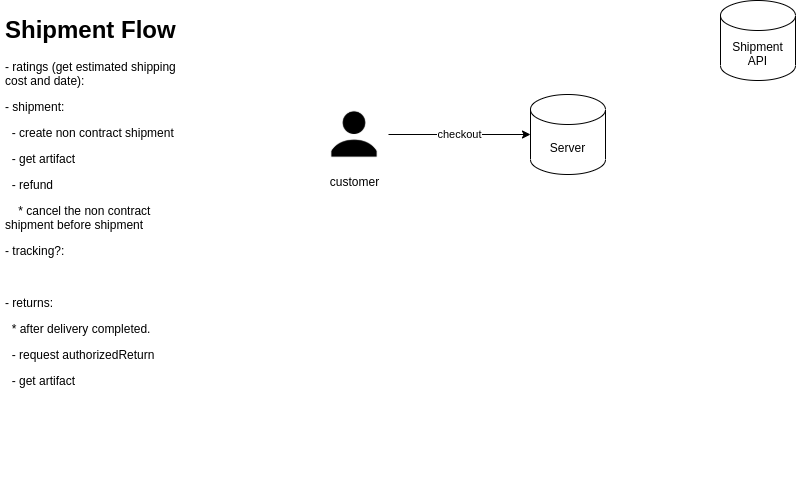 Shipment Flow
- ratings (get estimated shipping
cost and date):
- shipment:
- create non contract shipment
- get artifact
- refund
* cancel the non contract
shipment before shipment
- tracking?:
- returns:
* after delivery completed.
- request authorizedReturn
- get artifact
customer
checkout
Server
Shipment
API